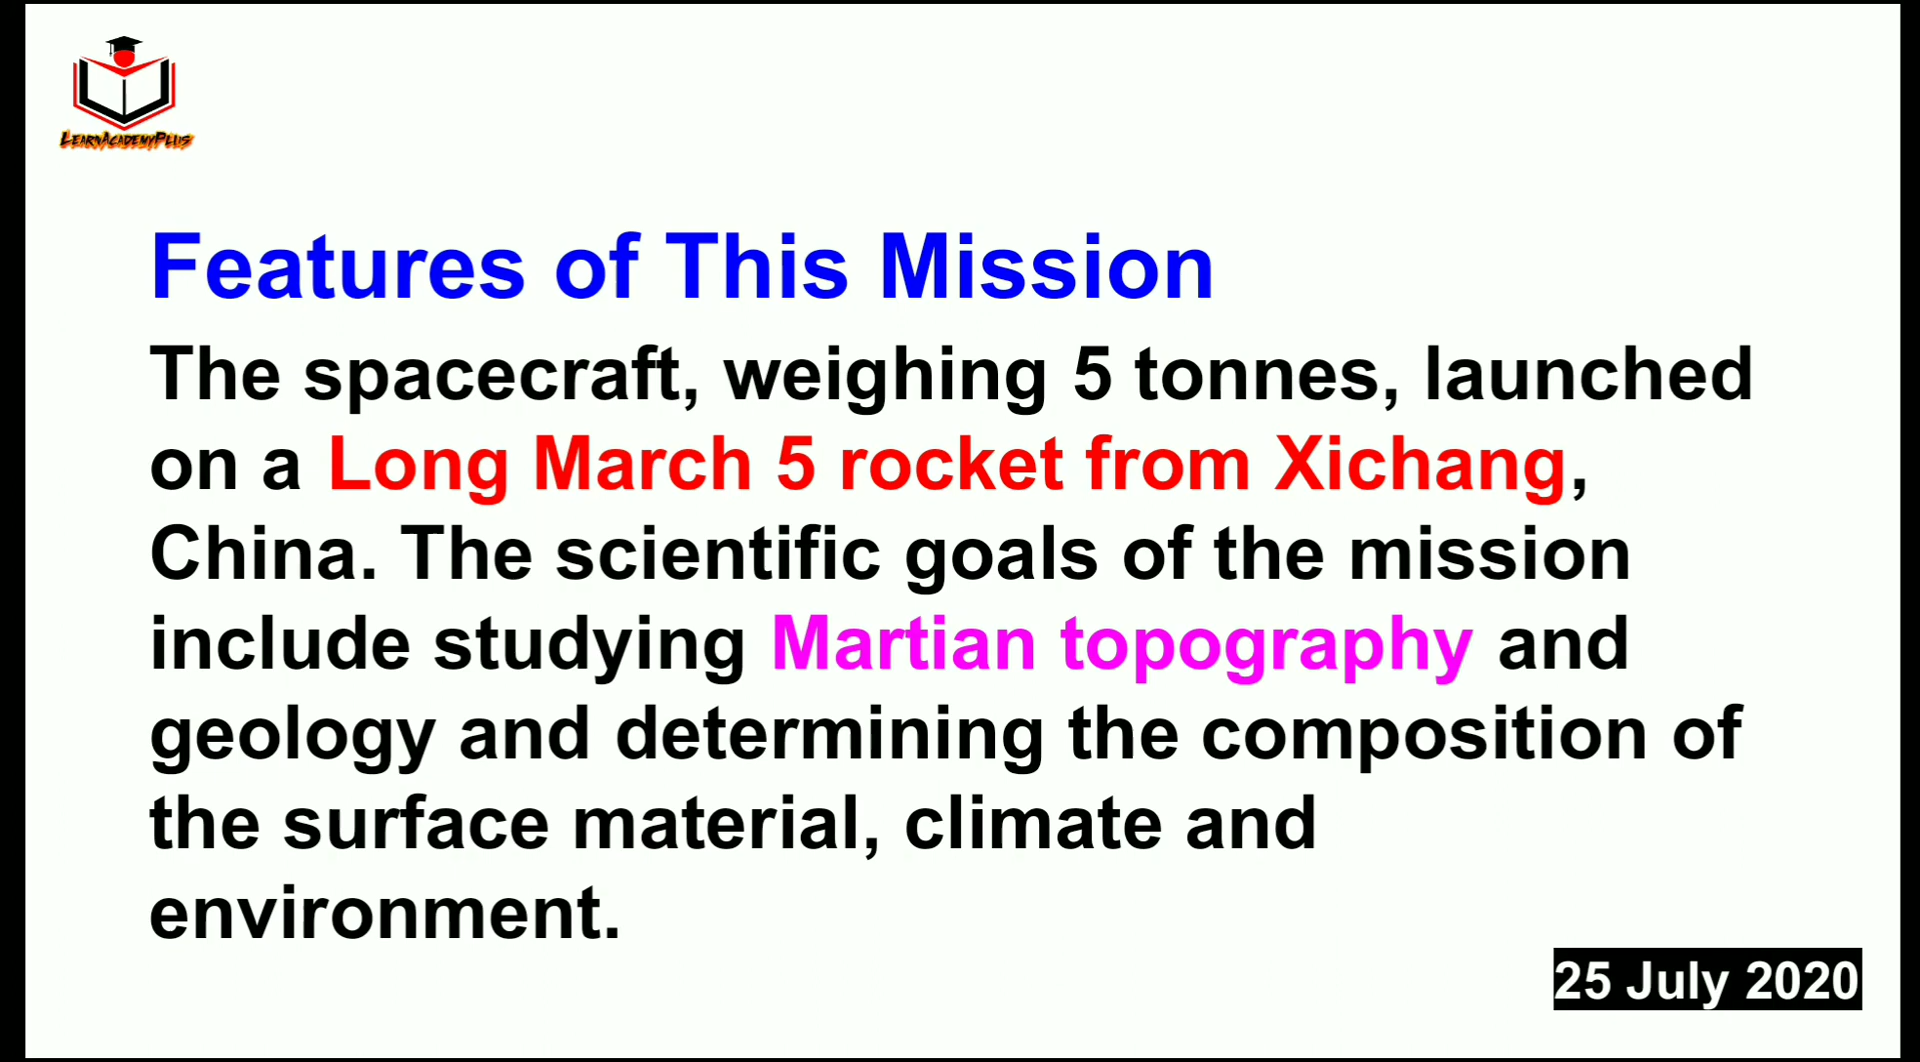 LearnAcademyPlus
Features of This Mission
The spacecraft, weighing 5 tonnes, launched
on a Long March 5 rocket from Xichang,
China. The scientific goals of the mission
include studying Martian topography and
geology and determining the composition of
the surface material, climate and
environment.
25 July 2020